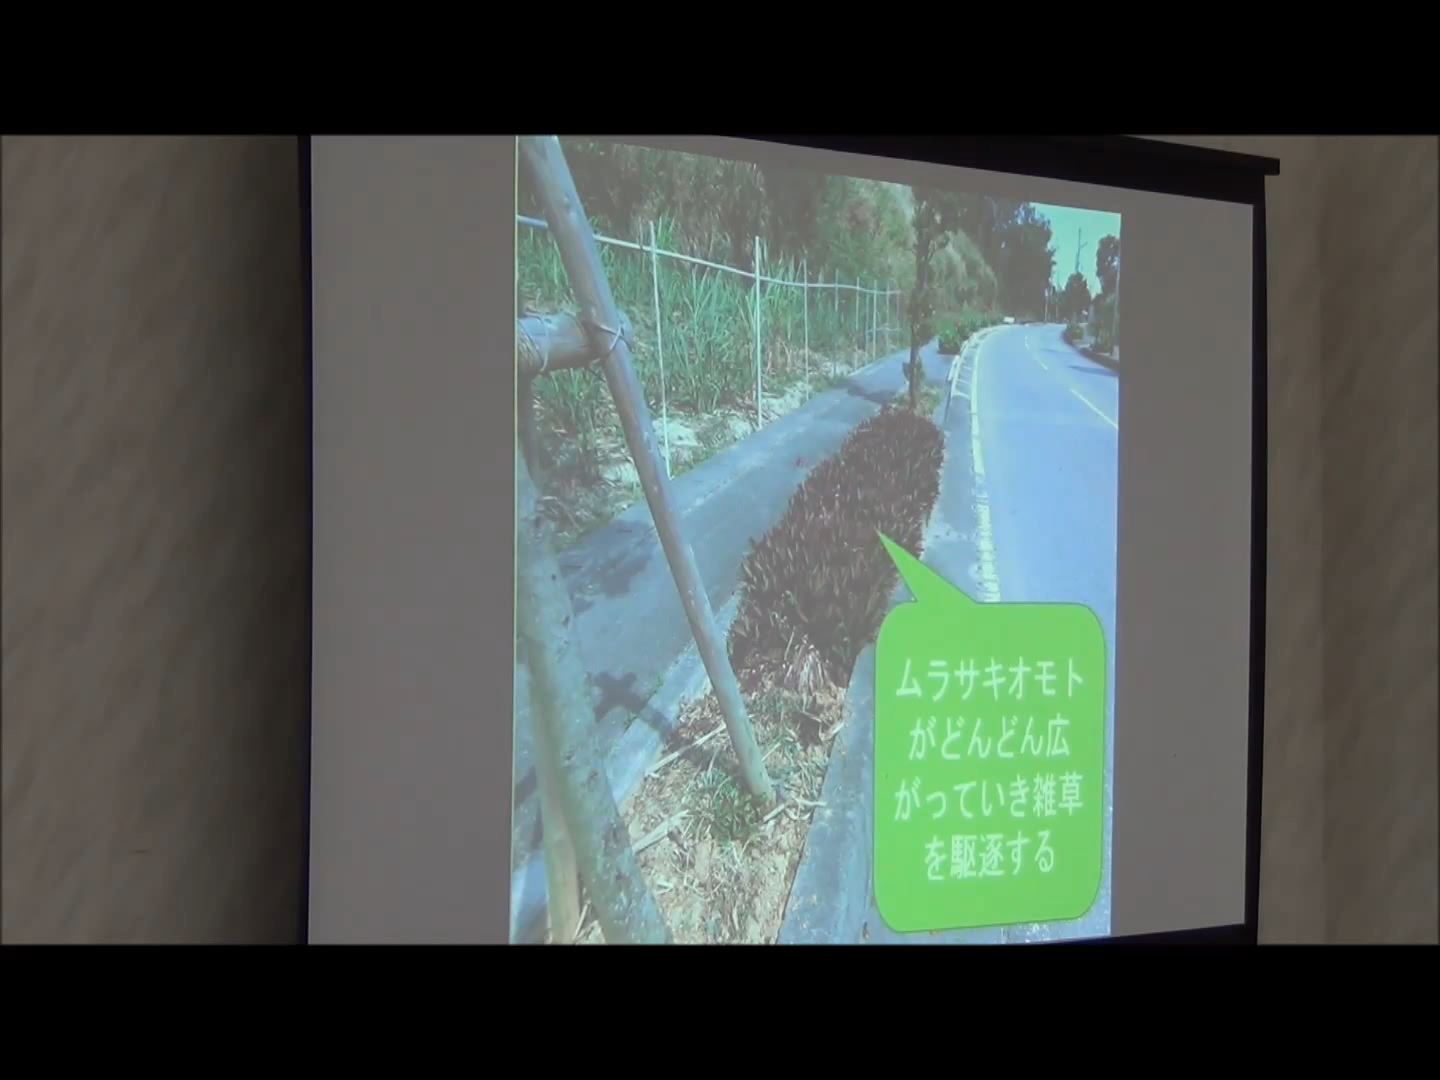 ムラサキオモト
がどんどん広
がっていき雑草
を駆逐する